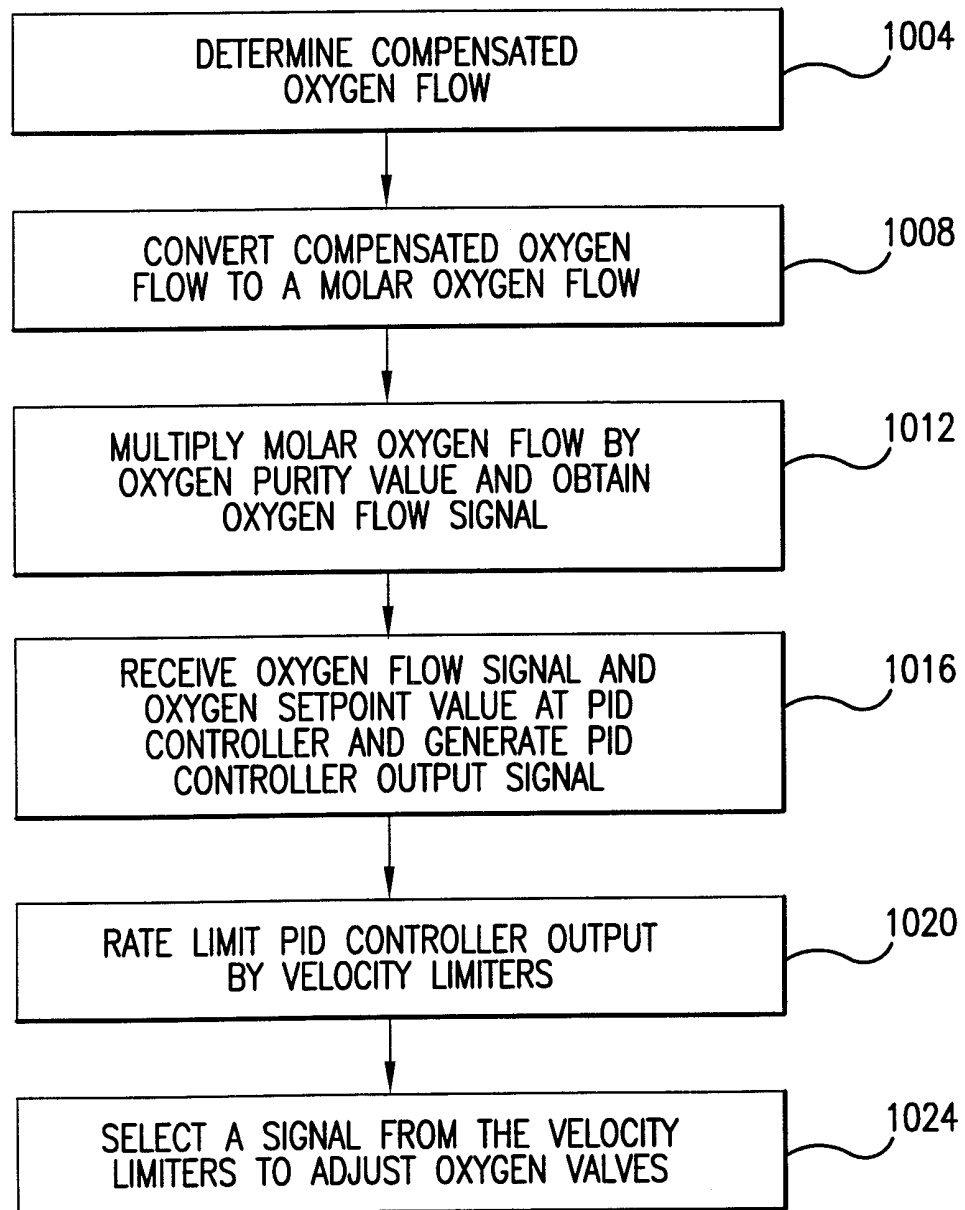 DETERMINE COMPENSATED
OXYGEN FLOW
1004
CONVERT COMPENSATED OXYGEN
FLOW TO A MOLAR OXYGEN FLOW
1008
MULTIPLY MOLAR OXYGEN FLOW BY
OXYGEN PURITY VALUE AND OBTAIN
OXYGEN FLOW SIGNAL
1012
RECEIVE OXYGEN FLOW SIGNAL AND
OXYGEN SETPOINT VALUE AT PID
CONTROLLER AND GENERATE PID
CONTROLLER OUTPUT SIGNAL
1016
RATE LIMIT PID CONTROLLER OUTPUT
BY VELOCITY LIMITERS
1020
SELECT A SIGNAL FROM THE VELOCITY
LIMITERS TO ADJUST OXYGEN VALVES
1024